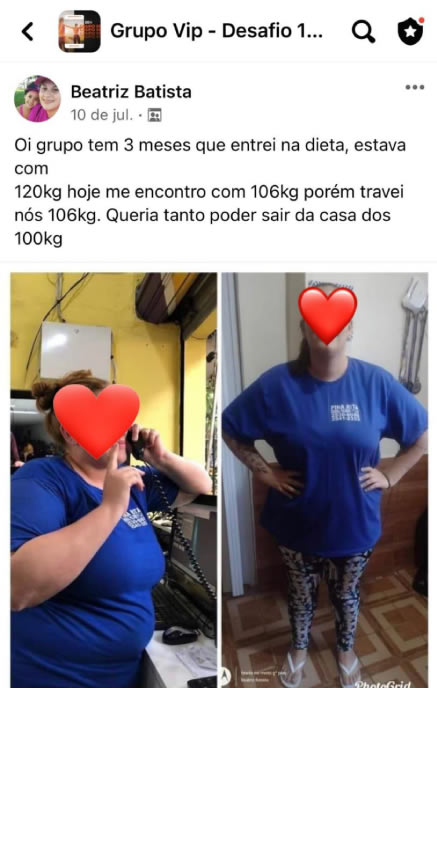 Grupo Vip - Desafio 1...
Beatriz Batista
10 de jul. ·
Oi grupo tem 3 meses que entrei na dieta, estava
com
120kg hoje me encontro com 106kg porém travei
nós 106kg. Queria tanto poder sair da casa dos
100kg
PhotoGrid